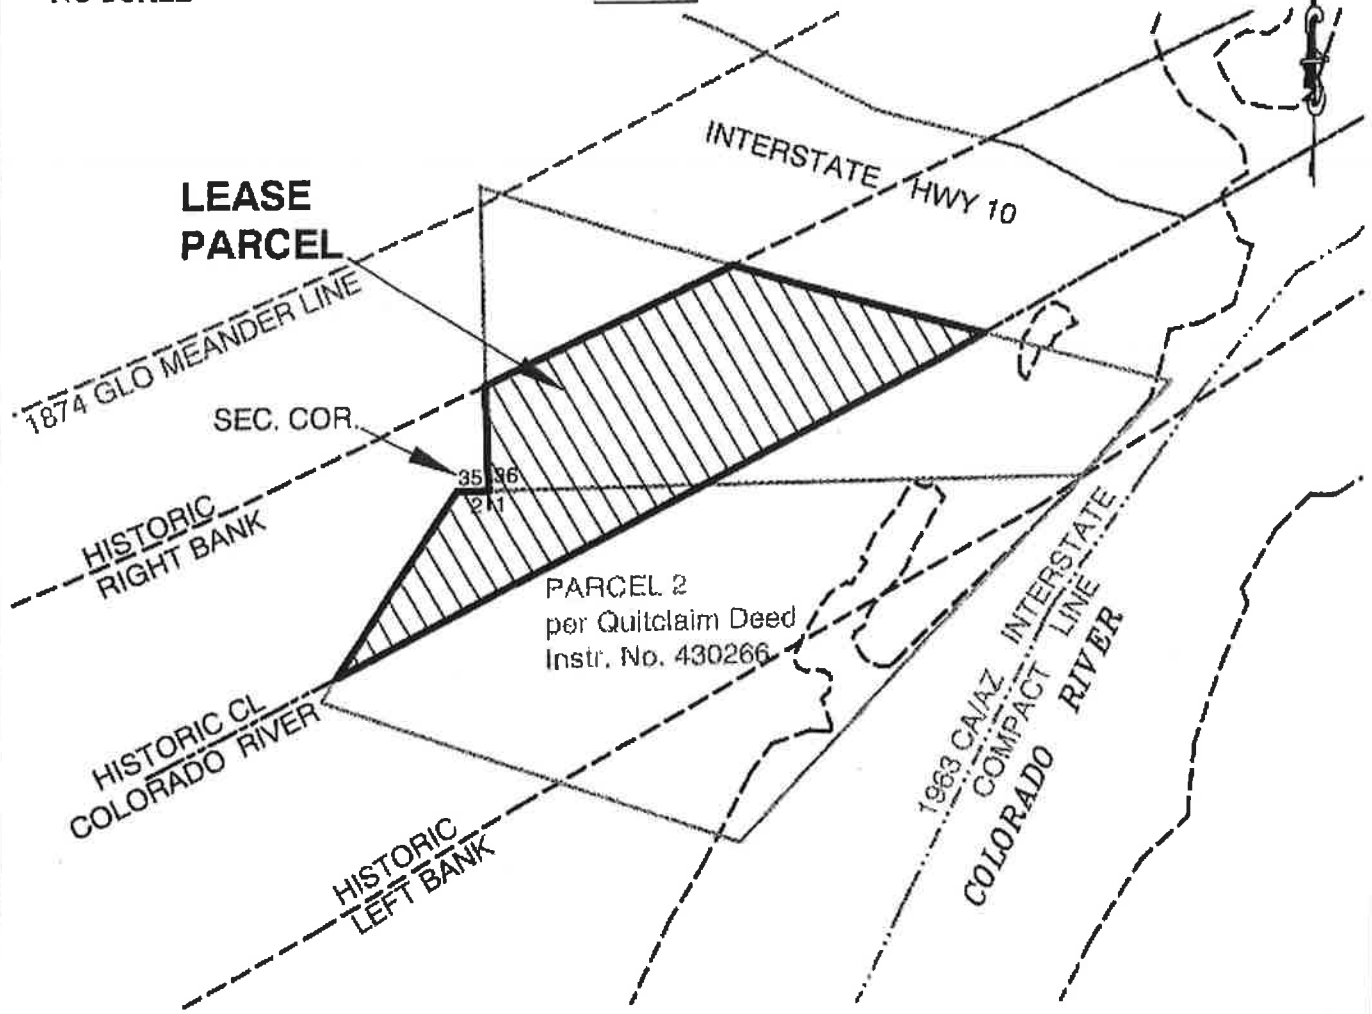 INTERSTATE HWY 10
LEASE
PARCEL
1874 GLO MEANDER LINE
SEC. COR.
35 36
2 1
HISTORIC
RIGHT BANK
PARCEL 2
per Quitclaim Deed
Instr. No. 430266
HISTORIC CL
COLORADO RIVER
HISTORIC
LEFT BANK
1963 CA/AZ INTERSTATE
COMPACT LINE
COLORADO RIVER